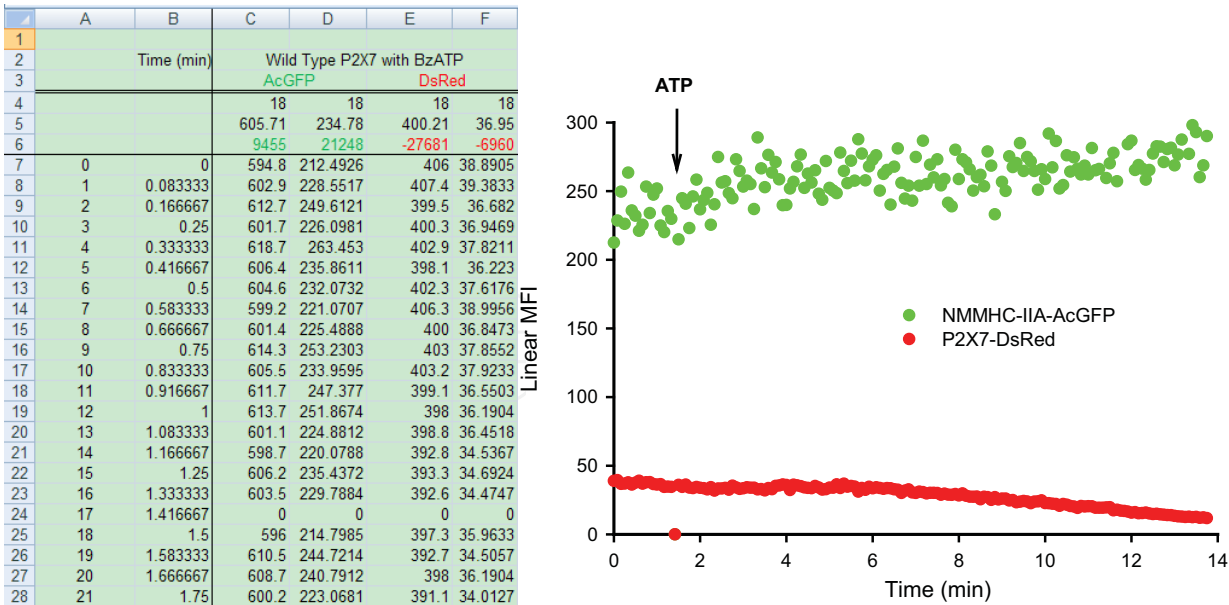 A B C D E F
1
2 Time (min) Wild Type P2X7 with BzATP
3 AcGFP DsRed
4 18 18 18 18
5 605.71 234.78 400.21 36.95
6 9455 21248 -27681 -6960
7 0 0 594.8 212.4926 406 38.8905
8 1 0.083333 602.9 228.5517 407.4 39.3833
9 2 0.166667 612.7 249.6121 399.5 36.682
10 3 0.25 601.7 226.0981 400.3 36.9469
11 4 0.333333 618.7 263.453 402.9 37.8211
12 5 0.416667 606.4 235.8611 398.1 36.223
13 6 0.5 604.6 232.0732 402.3 37.6176
14 7 0.583333 599.2 221.0707 406.3 38.9956
15 8 0.666667 601.4 225.4888 400 36.8473
16 9 0.75 614.3 253.2303 403 37.8552
17 10 0.833333 605.5 233.9595 403.2 37.9233
18 11 0.916667 611.7 247.377 399.1 36.5503
19 12 1 613.7 251.8674 398 36.1904
20 13 1.083333 601.1 224.8812 398.8 36.4518
21 14 1.166667 598.7 220.0788 392.8 34.5367
22 15 1.25 606.2 235.4372 393.3 34.6924
23 16 1.333333 603.5 229.7884 392.6 34.4747
24 17 1.416667 0 0 0 0
25 18 1.5 596 214.7985 397.3 35.9633
26 19 1.583333 610.5 244.7214 392.7 34.5057
27 20 1.666667 608.7 240.7912 398 36.1904
28 21 1.75 600.2 223.0681 391.1 34.0127
ATP
300
250
200
150
100
50
0
Linear MFI
NMMHC-IIA-AcGFP
P2X7-DsRed
0 2 4 6 8 10 12 14
Time (min)